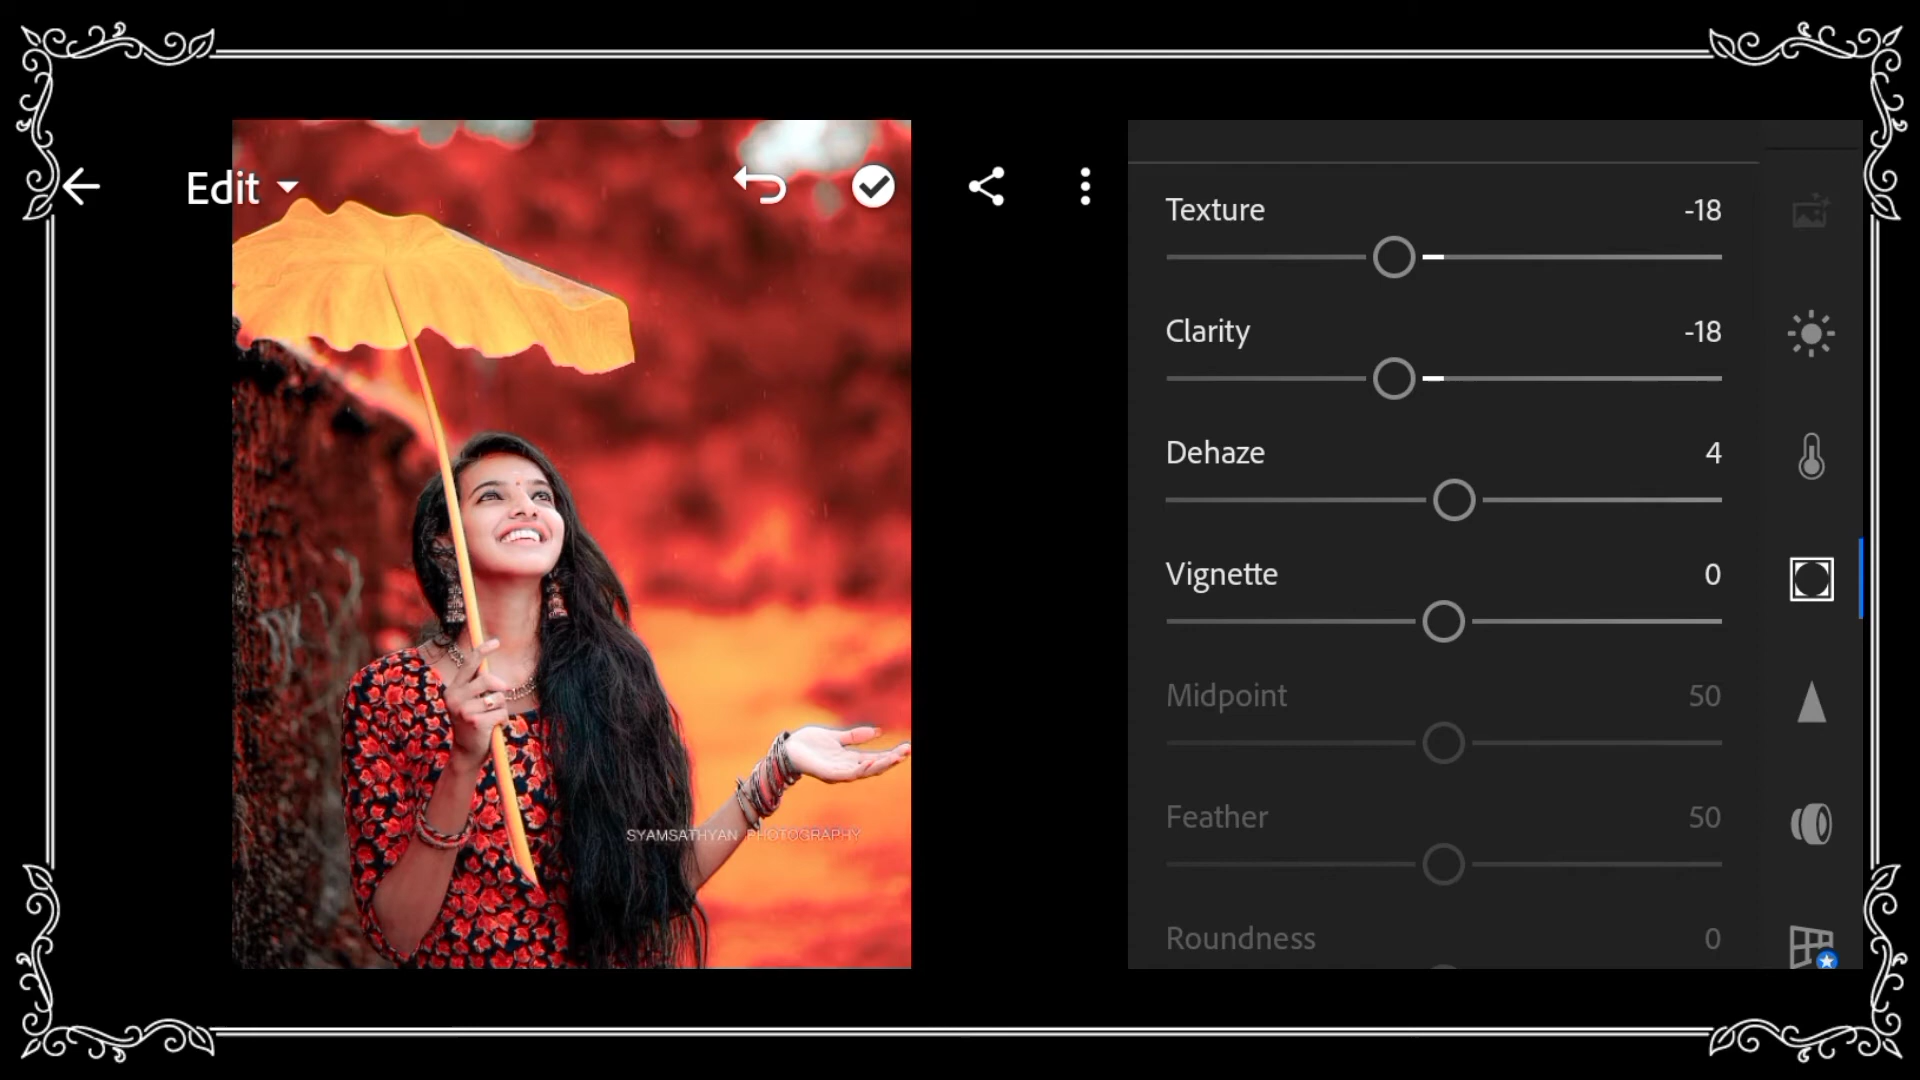 Edit
Texture -18
Clarity -18
Dehaze 4
Vignette 0
Midpoint 50
Feather 50
Roundness 0
SYAMSATHYAN PHOTOGRAPHY